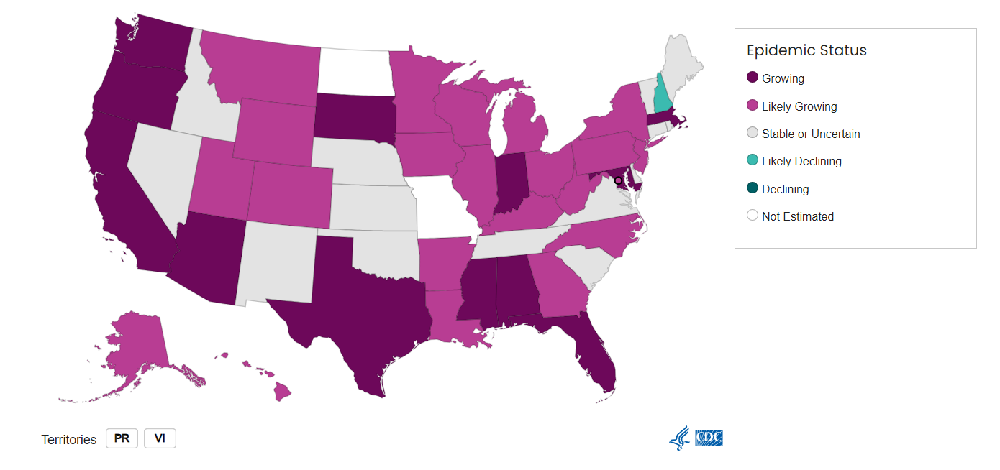 Epidemic Status
Growing
Likely Growing
Stable or Uncertain
Likely Declining
Declining
Not Estimated
Territories PR VI
CDC